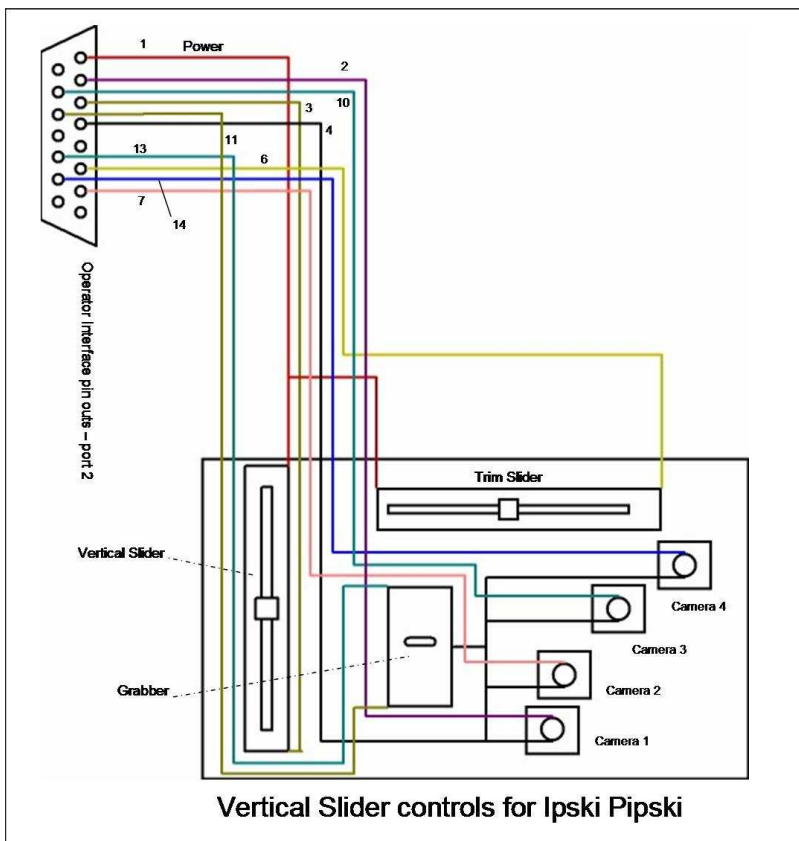 1
Power
2
3
10
4
11
13
6
7
14
Operator Interface pin outs – port 2
Trim Slider
Vertical Slider
Camera 4
Camera 3
Grabber
Camera 2
Camera 1
Vertical Slider controls for Ipski Pipski